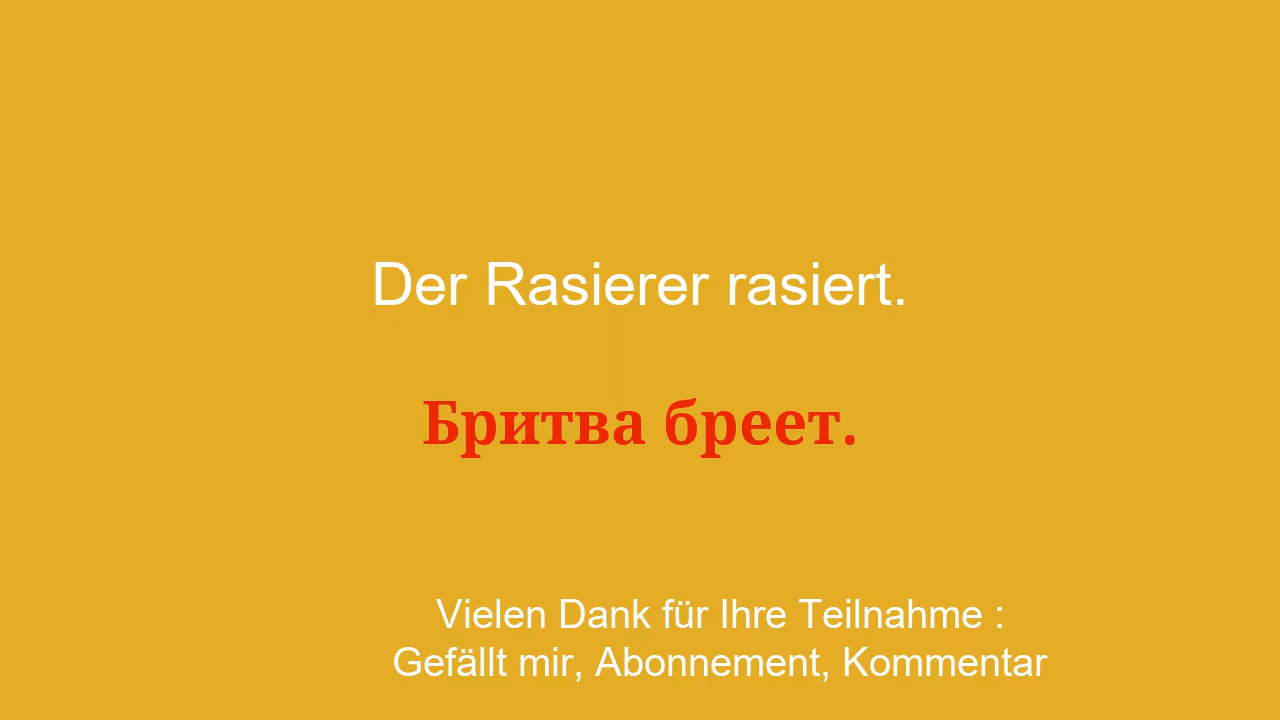 Der Rasierer rasiert.
Бритва бреет.
Vielen Dank für Ihre Teilnahme :
Gefällt mir, Abonnement, Kommentar